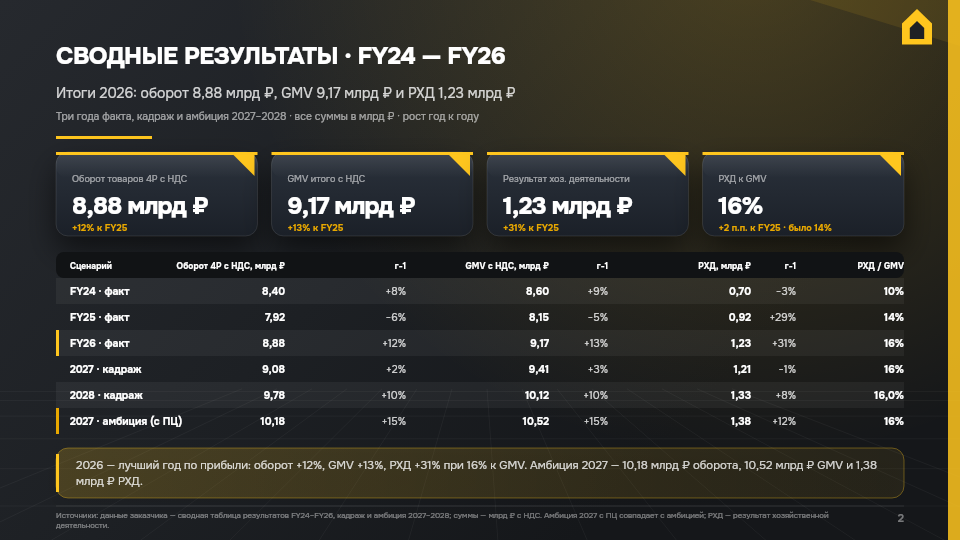 СВОДНЫЕ РЕЗУЛЬТАТЫ · FY24 — FY26
Итоги 2026: оборот 8,88 млрд ₽, GMV 9,17 млрд ₽ и РХД 1,23 млрд ₽
Три года факта, кадраж и амбиция 2027–2028 · все суммы в млрд ₽ · рост год к году
Оборот товаров 4Р с НДС
8,88 млрд ₽
+12% к FY25
GMV итого с НДС
9,17 млрд ₽
+13% к FY25
Результат хоз. деятельности
1,23 млрд ₽
+31% к FY25
РХД к GMV
16%
+2 п.п. к FY25 · было 14%
Сценарий Оборот 4Р с НДС, млрд ₽ г-1 GMV с НДС, млрд ₽ г-1 РХД, млрд ₽ г-1 РХД / GMV
FY24 · факт 8,40 +8% 8,60 +9% 0,70 −3% 10%
FY25 · факт 7,92 −6% 8,15 −5% 0,92 +29% 14%
FY26 · факт 8,88 +12% 9,17 +13% 1,23 +31% 16%
2027 · кадраж 9,08 +2% 9,41 +3% 1,21 -1% 16%
2028 · кадраж 9,78 +10% 10,12 +10% 1,33 +8% 16,0%
2027 · амбиция (с ПЦ) 10,18 +15% 10,52 +15% 1,38 +12% 16%
2026 — лучший год по прибыли: оборот +12%, GMV +13%, РХД +31% при 16% к GMV. Амбиция 2027 — 10,18 млрд ₽ оборота, 10,52 млрд ₽ GMV и 1,38
млрд ₽ РХД.
Источники: данные заказчика — сводная таблица результатов FY24–FY26, кадраж и амбиция 2027–2028; суммы — млрд ₽ с НДС. Амбиция 2027 с ПЦ совпадает с амбицией; РХД — результат хозяйственной
деятельности.
2